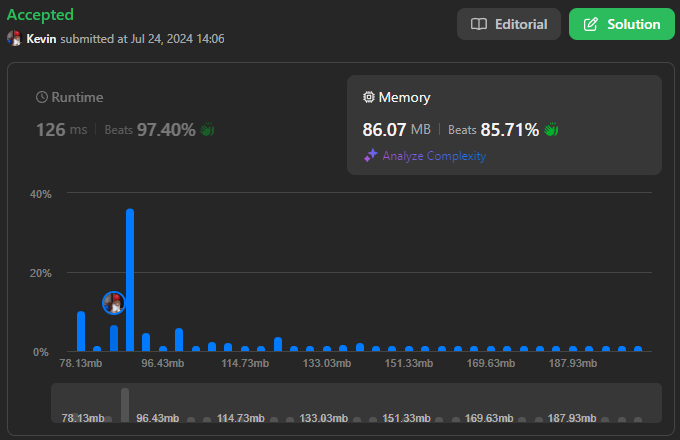 Accepted
Editorial
Solution
Kevin submitted at Jul 24, 2024 14:06
Runtime
126 ms | Beats 97.40%
Memory
86.07 MB | Beats 85.71%
Analyze Complexity
40%
20%
0%
78.13mb 96.43mb 114.73mb 133.03mb 151.33mb 169.63mb 187.93mb
78.13mb 96.43mb 114.73mb 133.03mb 151.33mb 169.63mb 187.93mb